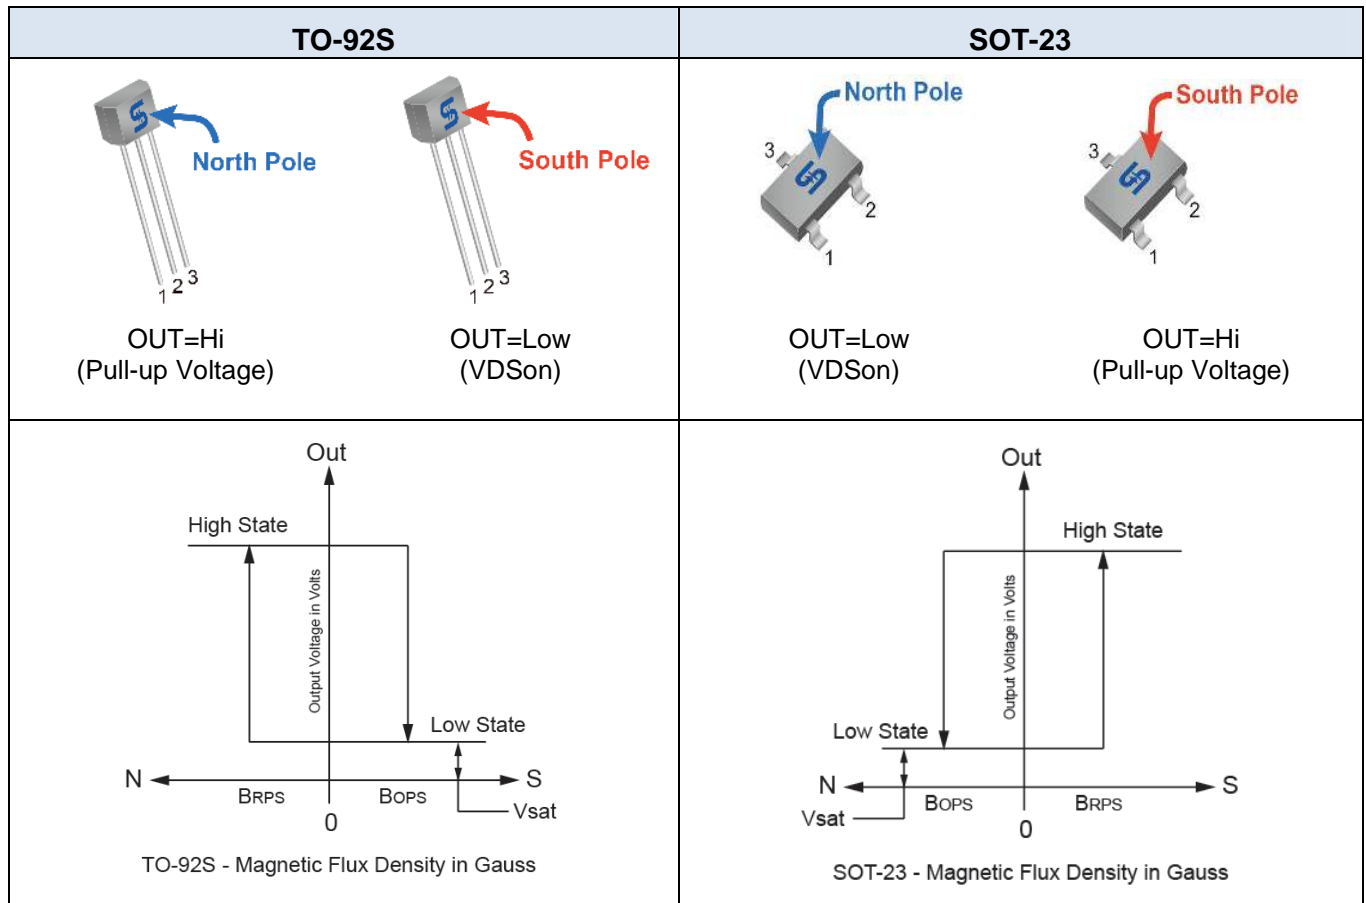 TO-92S
North Pole
South Pole
1 2 3
1 2 3
OUT=Hi
(Pull-up Voltage)
OUT=Low
(VDSon)
SOT-23
North Pole
South Pole
3
2
1
3
2
1
OUT=Low
(VDSon)
OUT=Hi
(Pull-up Voltage)
Out
High State
Output Voltage in Volts
Low State
N
S
BRPS
BOPS
Vsat
0
TO-92S - Magnetic Flux Density in Gauss
Out
High State
Output Voltage in Volts
Low State
N
S
BOPS
BRPS
Vsat
0
SOT-23 - Magnetic Flux Density in Gauss